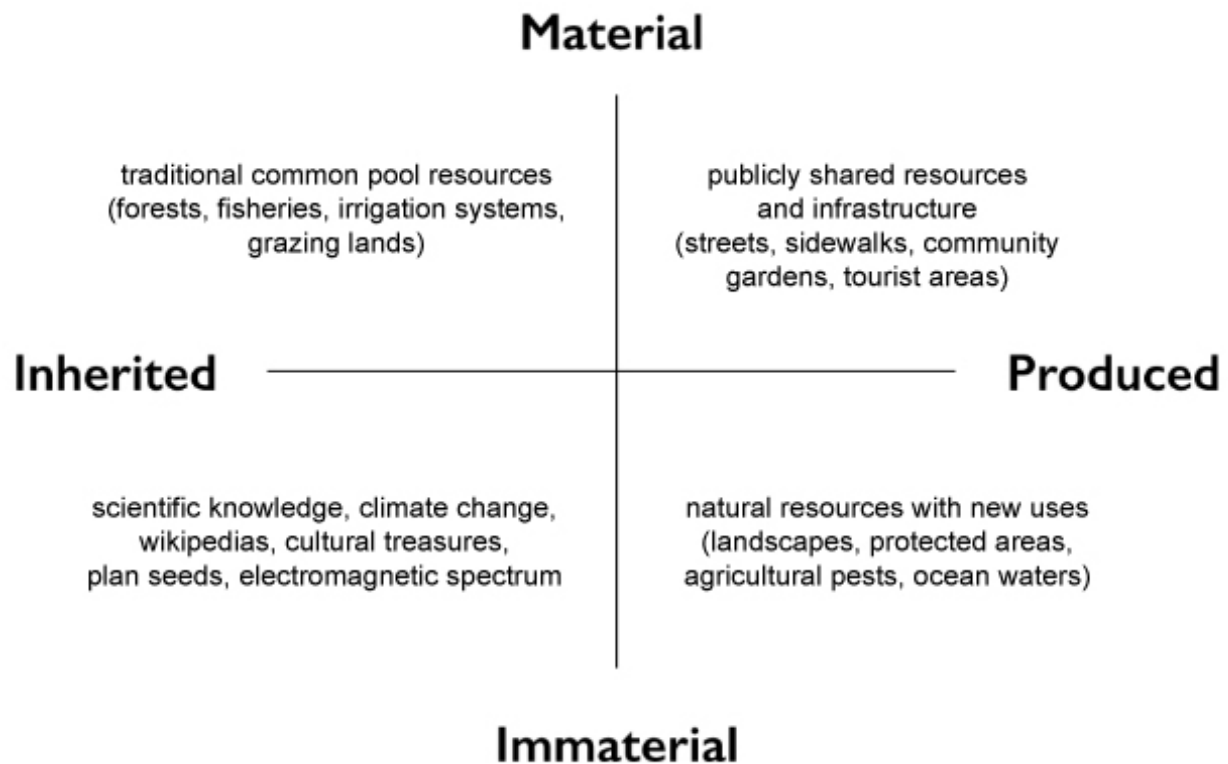 Material
traditional common pool resources
(forests, fisheries, irrigation systems,
grazing lands)
publicly shared resources
and infrastructure
(streets, sidewalks, community
gardens, tourist areas)
Inherited
Produced
scientific knowledge, climate change,
wikipedias, cultural treasures,
plan seeds, electromagnetic spectrum
natural resources with new uses
(landscapes, protected areas,
agricultural pests, ocean waters)
Immaterial